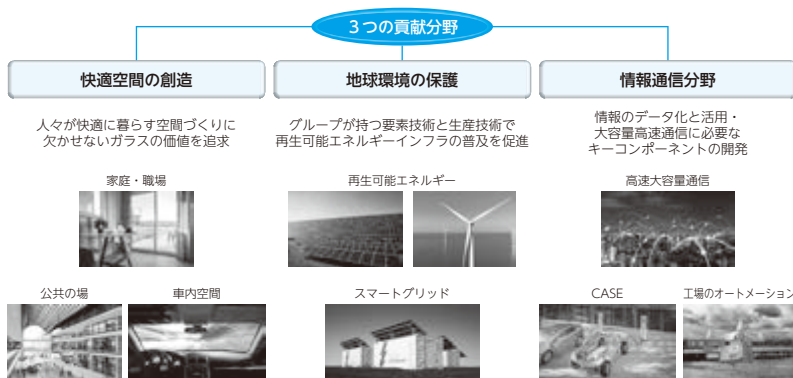 3つの貢献分野
快適空間の創造
人々が快適に暮らす空間づくりに
欠かせないガラスの価値を追求
家庭・職場
公共の場
車内空間
地球環境の保護
グループが持つ要素技術と生産技術で
再生可能エネルギーインフラの普及を促進
再生可能エネルギー
スマートグリッド
情報通信分野
情報のデータ化と活用・
大容量高速通信に必要な
キーコンポーネントの開発
高速大容量通信
CASE
工場のオートメーション